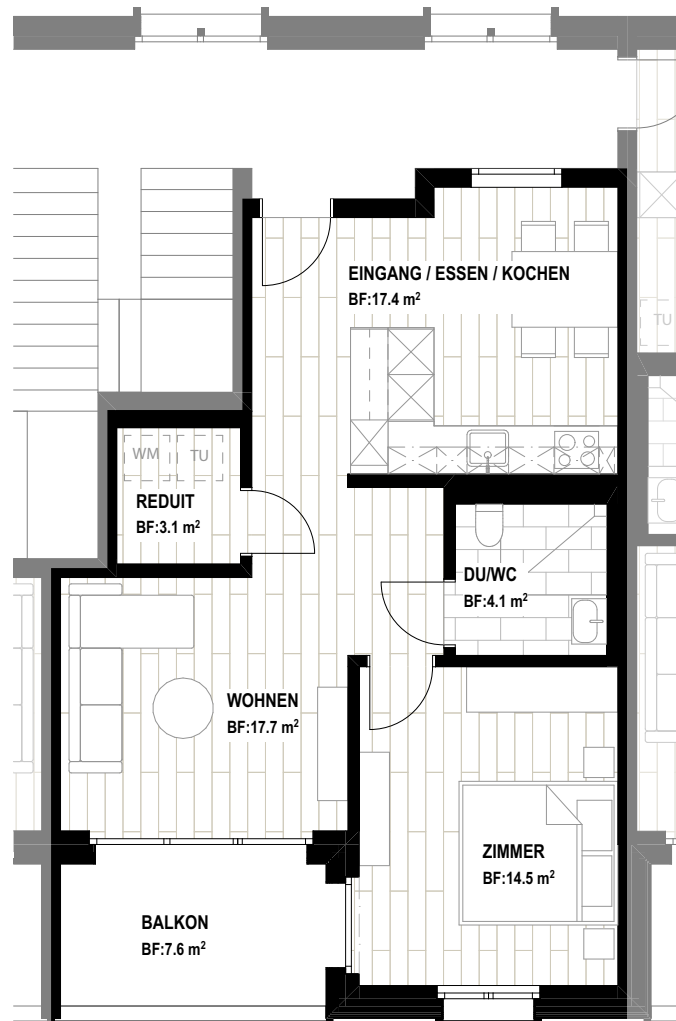 EINGANG / ESSEN / KOCHEN
BF:17.4 m²
TU
WM TU
REDUIT
BF:3.1 m²
DU/WC
BF:4.1 m²
WOHNEN
BF:17.7 m²
ZIMMER
BF:14.5 m²
BALKON
BF:7.6 m²